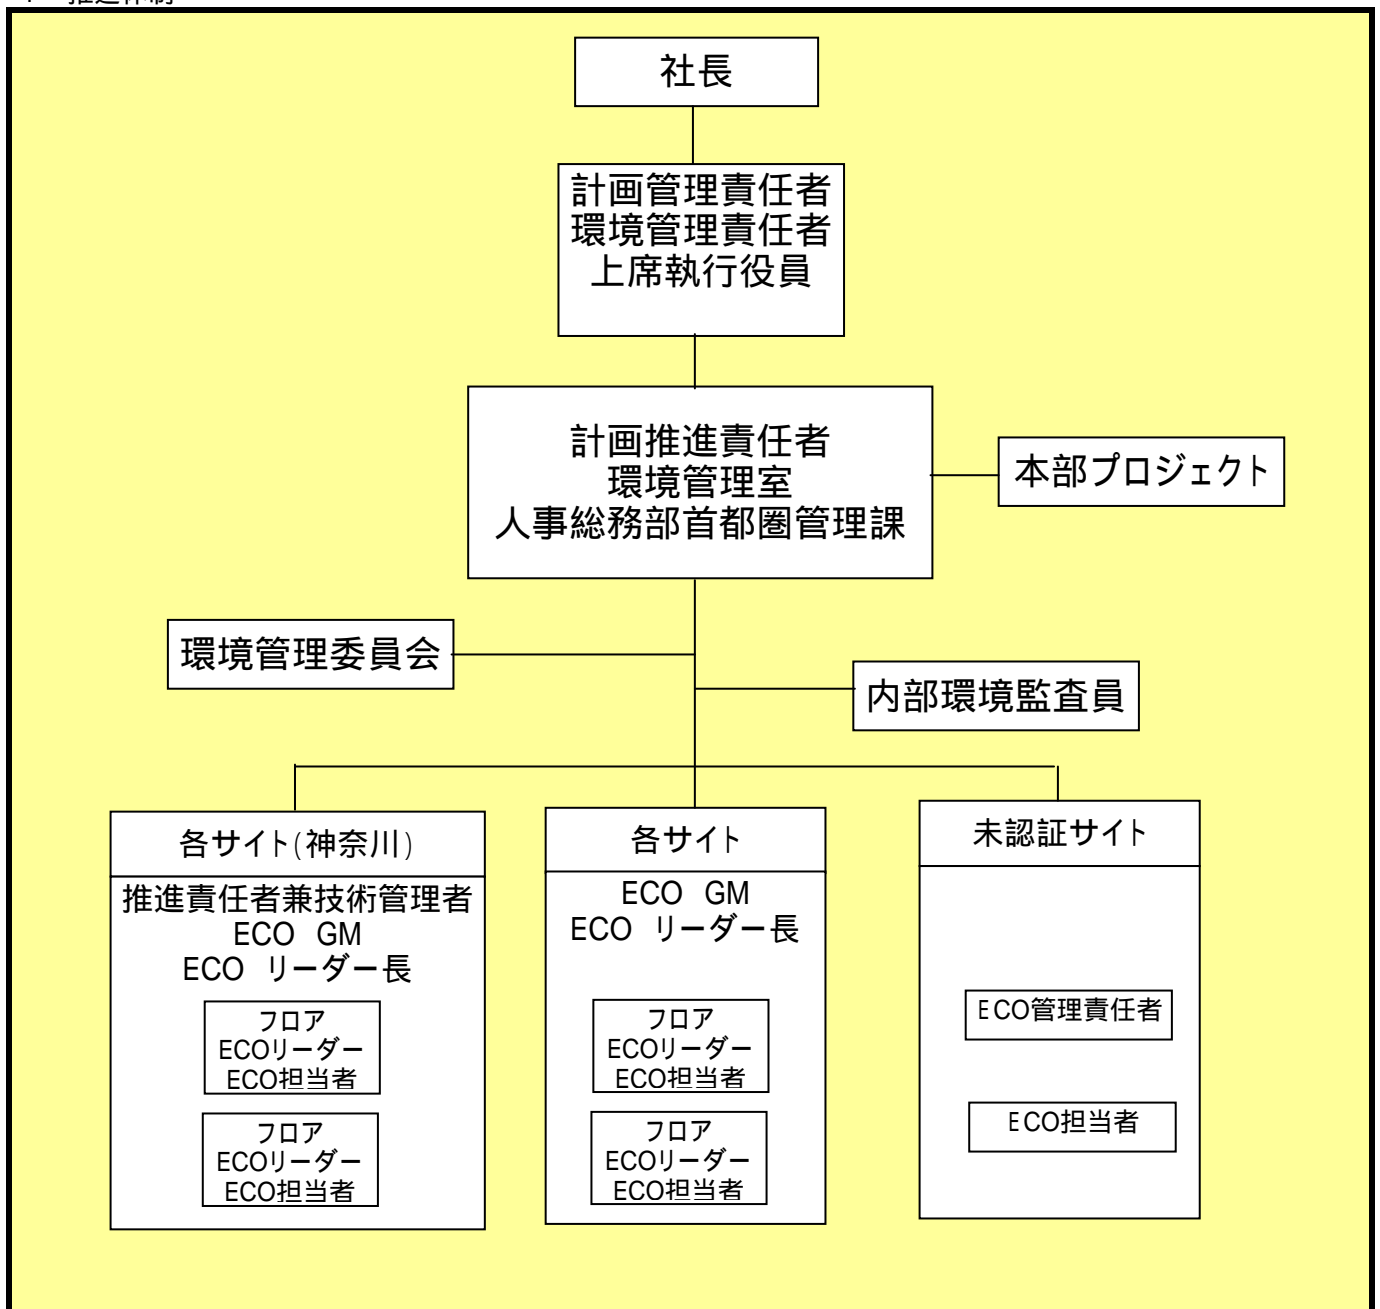 社長
計画管理責任者
環境管理責任者
上席執行役員
計画推進責任者
環境管理室
人事総務部首都圏管理課
本部プロジェクト
環境管理委員会
内部環境監査員
各サイト(神奈川)
推進責任者兼技術管理者
ECO GM
ECO リーダー長
フロア
ECOリーダー
ECO担当者
フロア
ECOリーダー
ECO担当者
各サイト
ECO GM
ECO リーダー長
フロア
ECOリーダー
ECO担当者
フロア
ECOリーダー
ECO担当者
未認証サイト
ECO管理責任者
ECO担当者